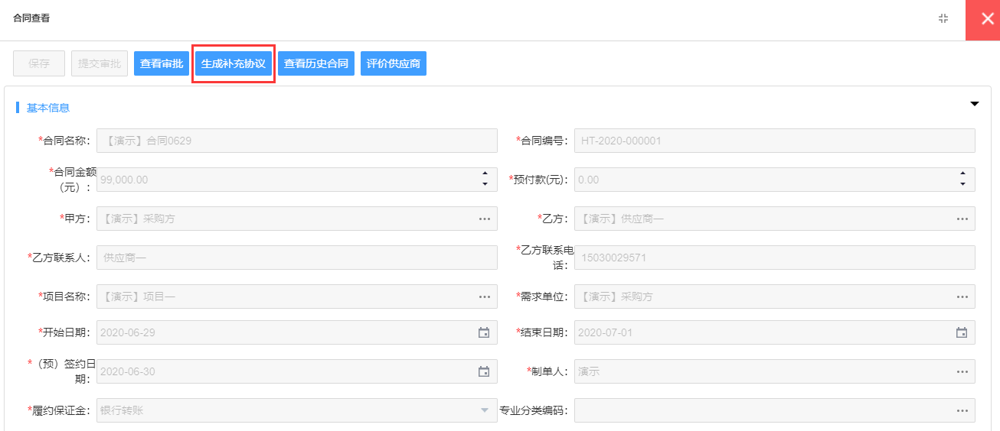 合同查看
保存 提交审批 查看审批 生成补充协议 查看历史合同 评价供应商
基本信息
*合同名称: 【演示】合同0629 *合同编号: HT-2020-000001
*合同金额（元）: 99,000.00 *预付款(元): 0.00
*甲方: 【演示】采购方 *乙方: 【演示】供应商一
*乙方联系人: 供应商一 *乙方联系电话: 15030029571
*项目名称: 【演示】项目一 *需求单位: 【演示】采购方
*开始日期: 2020-06-29 *结束日期: 2020-07-01
*（预）签约日期: 2020-06-30 *制单人: 演示
*履约保证金: 银行转账 专业分类编码: